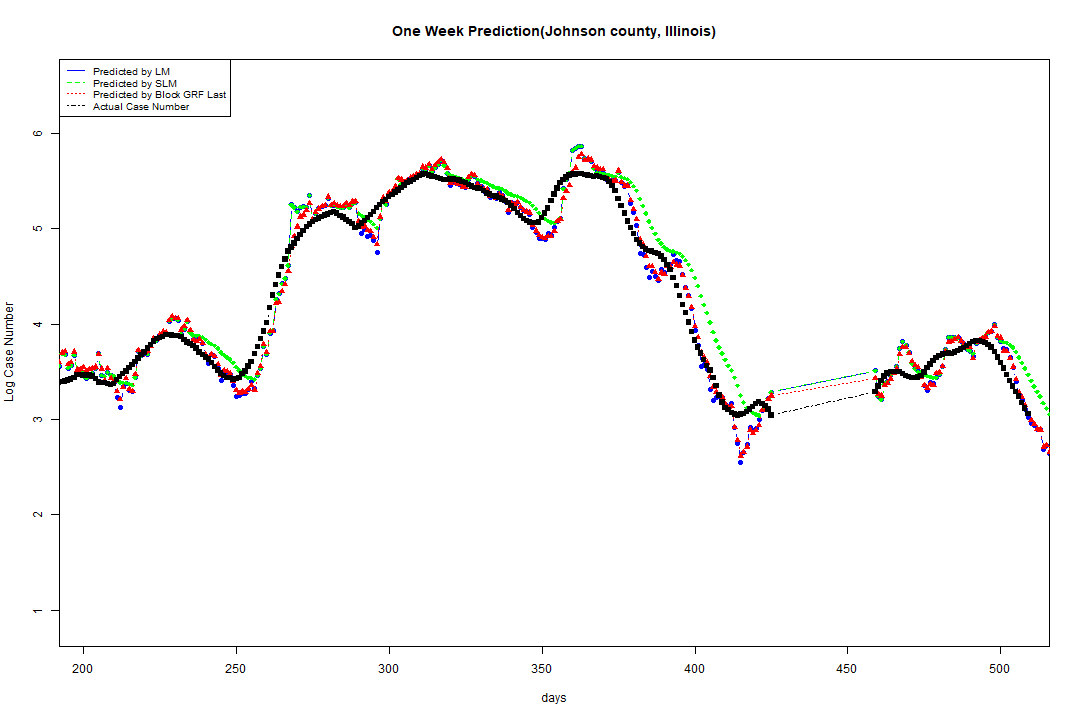 One Week Prediction(Johnson county, Illinois)
Predicted by LM
Predicted by SLM
Predicted by Block GRF Last
Actual Case Number
6
5
4
3
2
1
Log Case Number
200 250 300 350 400 450 500
days